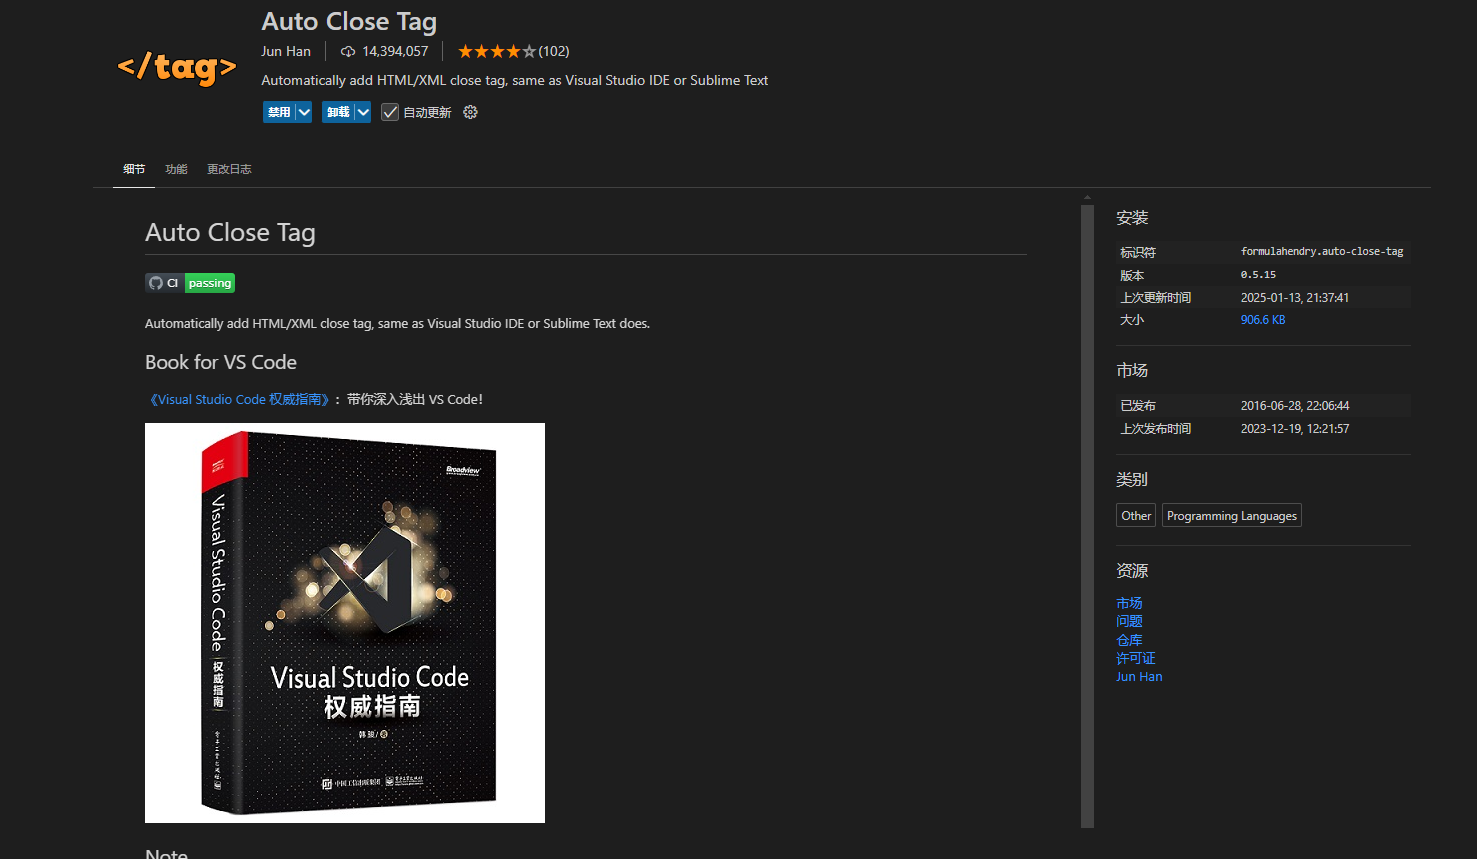 </tag>
Auto Close Tag
Jun Han
14,394,057
(102)
Automatically add HTML/XML close tag, same as Visual Studio IDE or Sublime Text
禁用
卸载
自动更新
细节
功能
更改日志
Auto Close Tag
CI passing
Automatically add HTML/XML close tag, same as Visual Studio IDE or Sublime Text does.
Book for VS Code
《Visual Studio Code 权威指南》：带你深入浅出 VS Code!
Broadview
Visual Studio Code
权威指南
Visual Studio Code
权威指南
韩骏/著
电子工业出版社
安装
标识符 formulahendry.auto-close-tag
版本 0.5.15
上次更新时间 2025-01-13, 21:37:41
大小 906.6 KB
市场
已发布 2016-06-28, 22:06:44
上次发布时间 2023-12-19, 12:21:57
类别
Other
Programming Languages
资源
市场
问题
仓库
许可证
Jun Han
Note